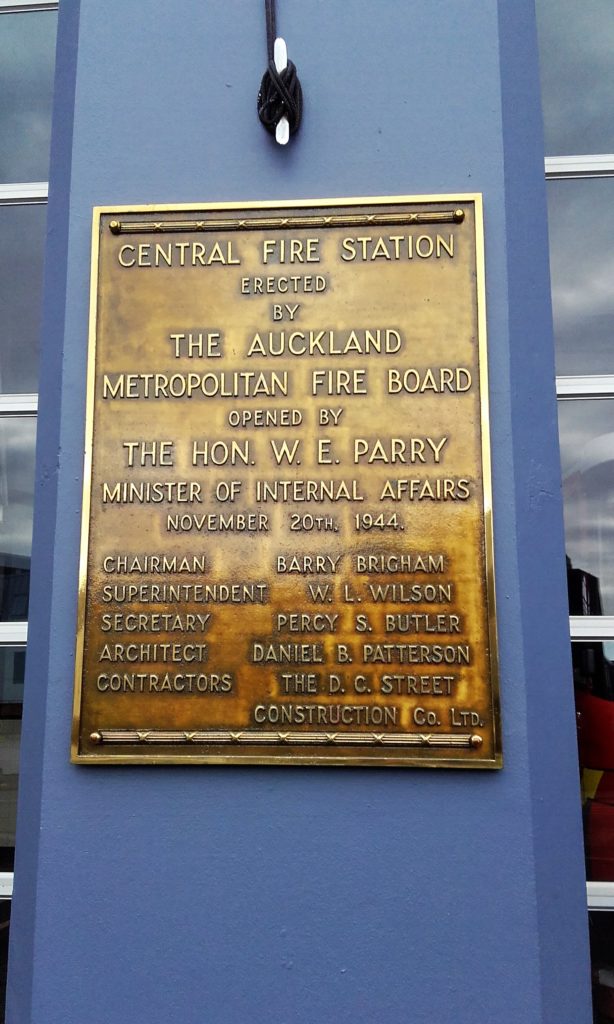 CENTRAL FIRE STATION
ERECTED
BY
THE AUCKLAND
METROPOLITAN FIRE BOARD
OPENED BY
THE HON. W. E. PARRY
MINISTER OF INTERNAL AFFAIRS
NOVEMBER 20TH, 1944.
CHAIRMAN BARRY BRIGHAM
SUPERINTENDENT W. L. WILSON
SECRETARY PERCY S. BUTLER
ARCHITECT DANIEL B. PATTERSON
CONTRACTORS THE D. C. STREET
CONSTRUCTION CO. LTD.